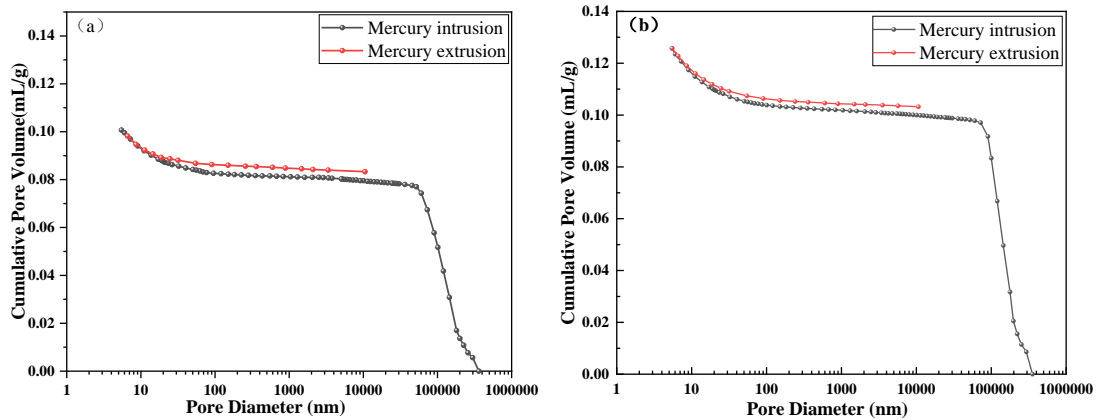 (a)
Mercury intrusion
Mercury extrusion
Cumulative Pore Volume(mL/g)
0.14
0.12
0.10
0.08
0.06
0.04
0.02
0.00
1 10 100 1000 10000 100000 1000000
Pore Diameter (nm)
(b)
Mercury intrusion
Mercury extrusion
Cumulative Pore Volume (mL/g)
0.14
0.12
0.10
0.08
0.06
0.04
0.02
0.00
1 10 100 1000 10000 100000 1000000
Pore Diameter (nm)